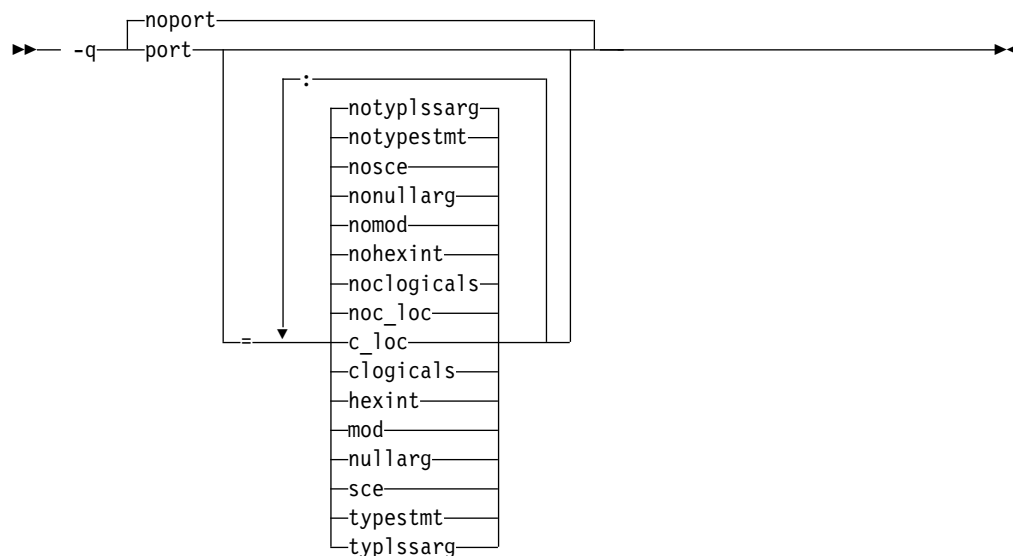 noport
-q port
:
notyplssarg
notypestmt
nosce
nonullarg
nomod
nohexint
noclogicals
noc_loc
= c_loc
clogicals
hexint
mod
nullarg
sce
typestmt
typlssarg